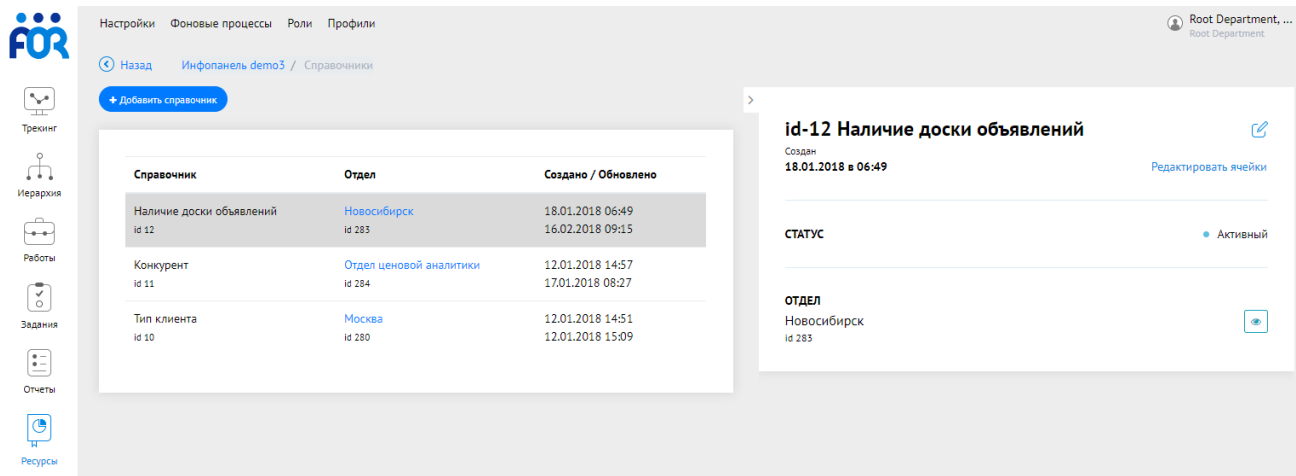 FOR
Настройки Фоновые процессы Роли Профили
Root Department, ...
Root Department
Назад Инфопанель demo3 / Справочники
+ Добавить справочник
Трекинг
Иерархия
Работы
Задания
Отчеты
Ресурсы
Справочник Отдел Создано / Обновлено
Наличие доски объявлений Новосибирск 18.01.2018 06:49
id 12 id 283 16.02.2018 09:15
Конкурент Отдел ценовой аналитики 12.01.2018 14:57
id 11 id 284 17.01.2018 08:27
Тип клиента Москва 12.01.2018 14:51
id 10 id 280 12.01.2018 15:09
id-12 Наличие доски объявлений
Создан
18.01.2018 в 06:49 Редактировать ячейки
СТАТУС Активный
ОТДЕЛ
Новосибирск
id 283